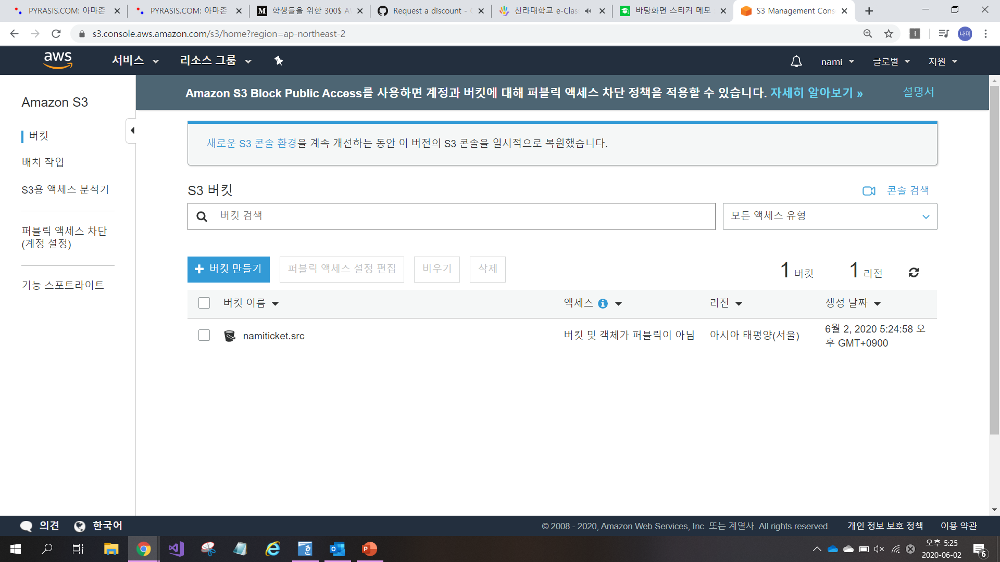 PYRASIS.COM: 아마존
PYRASIS.COM: 아마존
학생들을 위한 300$ A
Request a discount -
신라대학교 e-Clas
바탕화면 스티커 메모
S3 Management Cons
s3.console.aws.amazon.com/s3/home?region=ap-northeast-2
나미
aws
서비스
리소스 그룹
nami
글로벌
지원
Amazon S3
버킷
배치 작업
S3용 액세스 분석기
퍼블릭 액세스 차단
(계정 설정)
기능 스포트라이트
Amazon S3 Block Public Access를 사용하면 계정과 버킷에 대해 퍼블릭 액세스 차단 정책을 적용할 수 있습니다. 자세히 알아보기 »
설명서
새로운 S3 콘솔 환경을 계속 개선하는 동안 이 버전의 S3 콘솔을 일시적으로 복원했습니다.
S3 버킷
콘솔 검색
버킷 검색
모든 액세스 유형
버킷 만들기
퍼블릭 액세스 설정 편집
비우기
삭제
1 버킷
1 리전
버킷 이름
액세스
리전
생성 날짜
namiticket.src
버킷 및 객체가 퍼블릭이 아님
아시아 태평양(서울)
6월 2, 2020 5:24:58 오
후 GMT+0900
의견
한국어
© 2008 - 2020, Amazon Web Services, Inc. 또는 계열사. All rights reserved.
개인 정보 보호 정책
이용 약관
오후 5:25
2020-06-02
6